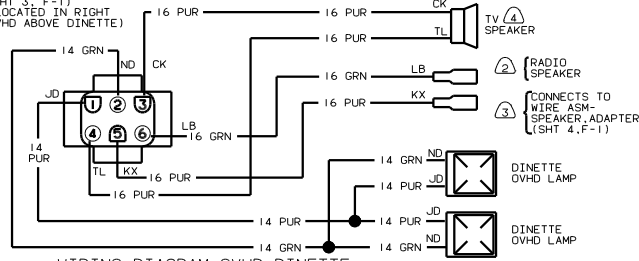 (SHT 3, F-1)
LOCATED IN RIGHT
OVHD ABOVE DINETTE)
16 PUR
16 PUR
CK
TV 4
SPEAKER
TL
14 GRN
16 PUR
ND
CK
JD
1 2 3
4 5 6
16 GRN
LB
2
RADIO
SPEAKER
16 PUR
KX
3
CONNECTS TO
WIRE ASM-
SPEAKER, ADAPTER
(SHT 4, F-1)
LB
16 GRN
14
PUR
TL
KX
16 PUR
16 PUR
14 GRN
ND
14 PUR
JD
DINETTE
OVHD LAMP
14 PUR
14 PUR
JD
14 GRN
14 GRN
ND
DINETTE
OVHD LAMP
WIRING DIAGRAM OVHD DINETTE